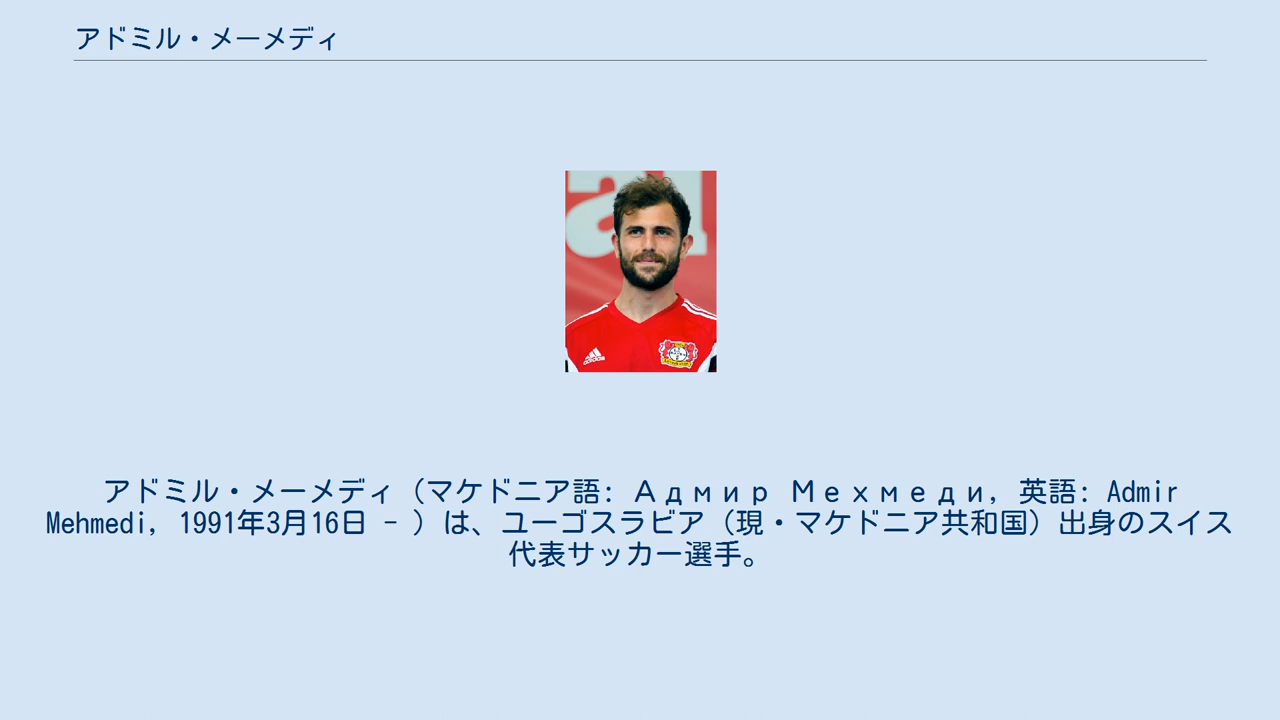 アドミル・メーメディ
al
adidas
アドミル・メーメディ（マケドニア語: Адмир Мехмеди, 英語: Admir
Mehmedi, 1991年3月16日 - ）は、ユーゴスラビア（現・マケドニア共和国）出身のスイス
代表サッカー選手。